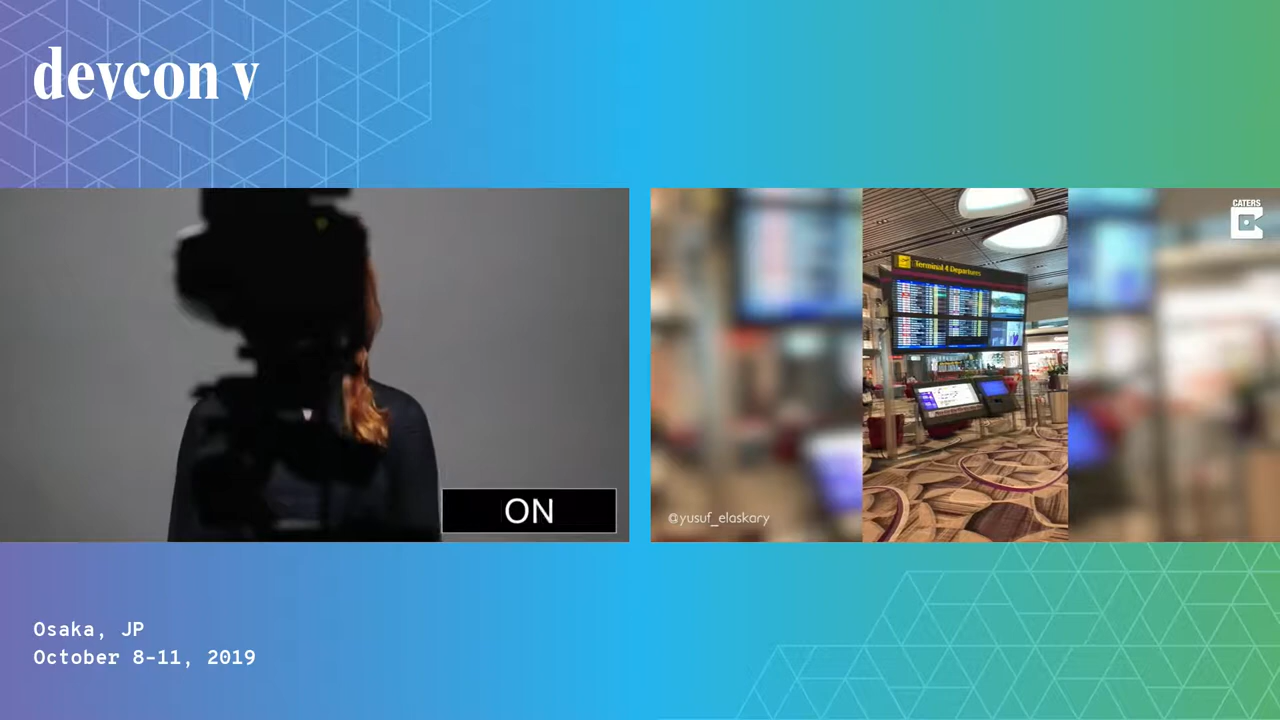 devcon v
CATERS
Terminal 4 Departures
ON
@yusuf_elaskary
Osaka, JP
October 8-11, 2019